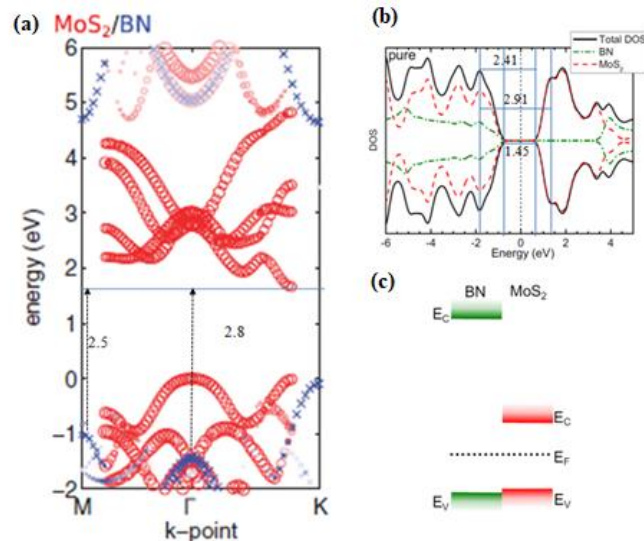 (a) MoS2/BN
6
5
4
3
2
1
0
-1
-2
energy (eV)
2.5
2.8
M
Γ
K
k-point
(b)
pure
Total DOS
BN
MoS2
2.41
2.91
1.45
DOS
-6
-4
-2
0
2
4
Energy (eV)
(c)
BN MoS2
EC
EC
EF
EV
EV